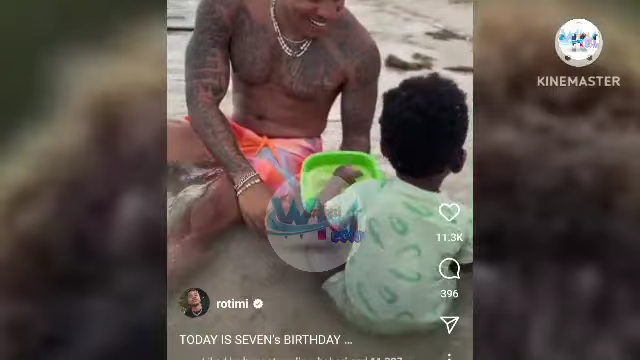 KINEMASTER
11.3K
396
rotimi
TODAY IS SEVEN's BIRTHDAY ...